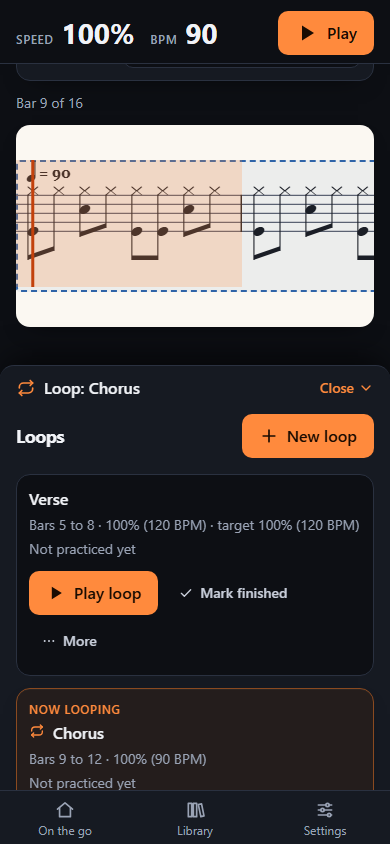 SPEED 100% BPM 90 Play
Bar 9 of 16
= 90
Loop: Chorus Close
Loops New loop
Verse
Bars 5 to 8 · 100% (120 BPM) · target 100% (120 BPM)
Not practiced yet
Play loop Mark finished
··· More
NOW LOOPING
Chorus
Bars 9 to 12 · 100% (90 BPM)
Not practiced yet
On the go Library Settings